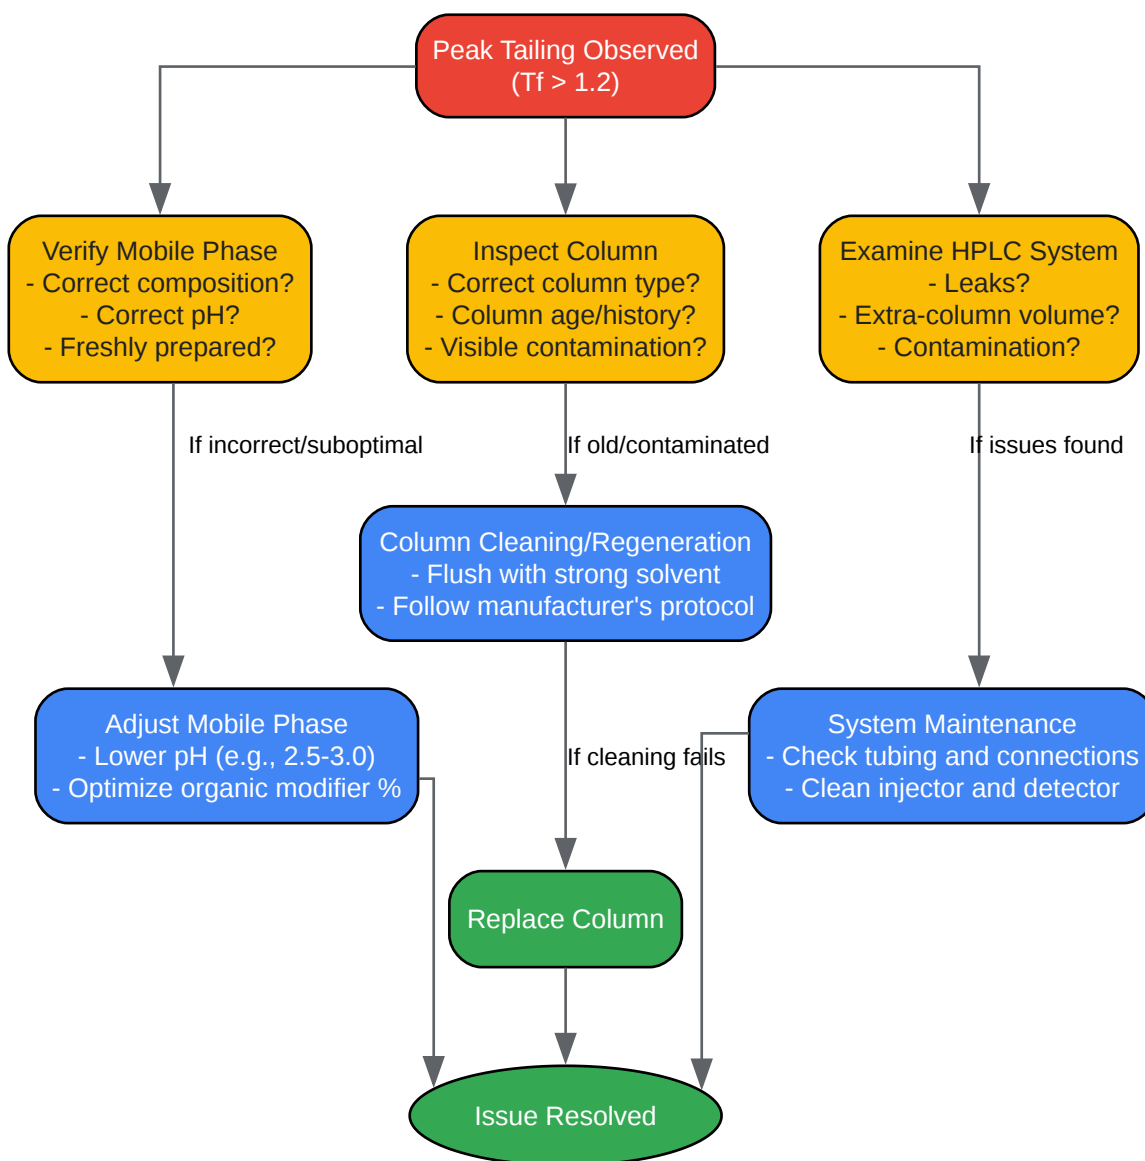 Peak Tailing Observed
(Tf > 1.2)
Verify Mobile Phase
- Correct composition?
- Correct pH?
- Freshly prepared?
Inspect Column
- Correct column type?
- Column age/history?
- Visible contamination?
Examine HPLC System
- Leaks?
- Extra-column volume?
- Contamination?
If incorrect/suboptimal
If old/contaminated
If issues found
Column Cleaning/Regeneration
- Flush with strong solvent
- Follow manufacturer's protocol
Adjust Mobile Phase
- Lower pH (e.g., 2.5-3.0)
- Optimize organic modifier %
If cleaning fails
System Maintenance
- Check tubing and connections
- Clean injector and detector
Replace Column
Issue Resolved